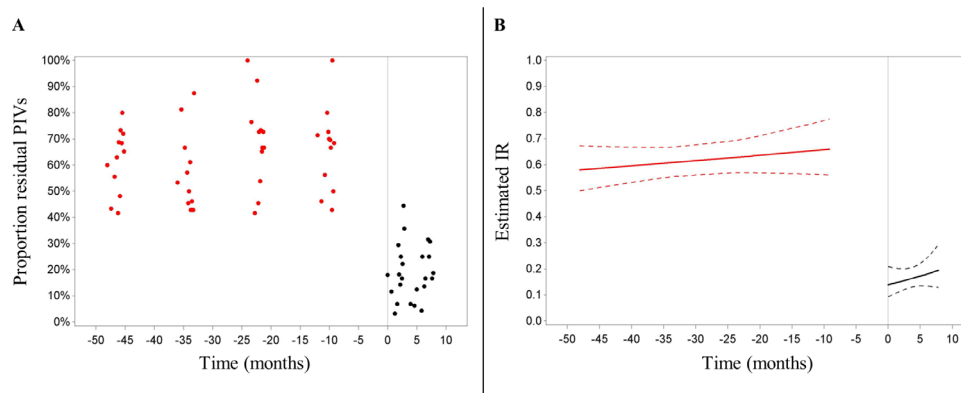 A
Proportion residual PIVs
100%
90%
80%
70%
60%
50%
40%
30%
20%
10%
0%
-50 -45 -40 -35 -30 -25 -20 -15 -10 -5 0 5 10
Time (months)
B
Estimated IR
1.0
0.9
0.8
0.7
0.6
0.5
0.4
0.3
0.2
0.1
0.0
-50 -45 -40 -35 -30 -25 -20 -15 -10 -5 0 5 10
Time (months)